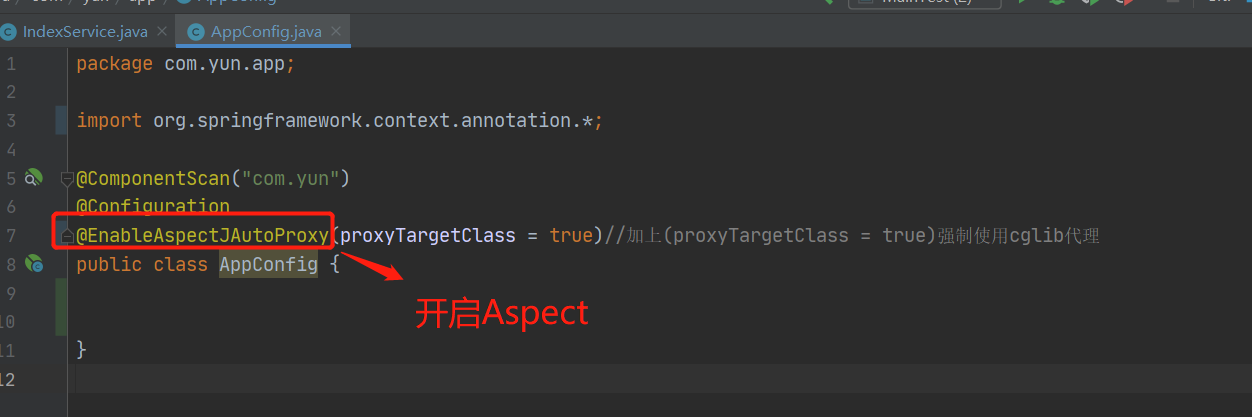 IndexService.java
AppConfig.java
1 package com.yun.app;
2
3 import org.springframework.context.annotation.*;
4
5 @ComponentScan("com.yun")
6 @Configuration
7 @EnableAspectJAutoProxy(proxyTargetClass = true)//加上(proxyTargetClass = true)强制使用cglib代理
8 public class AppConfig {
9
10
开启Aspect
11 }
12